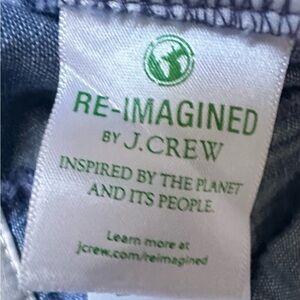 RE-IMAGINED
BY J.CREW
INSPIRED BY THE PLANET
AND ITS PEOPLE.
Learn more at
jcrew.com/reimagined